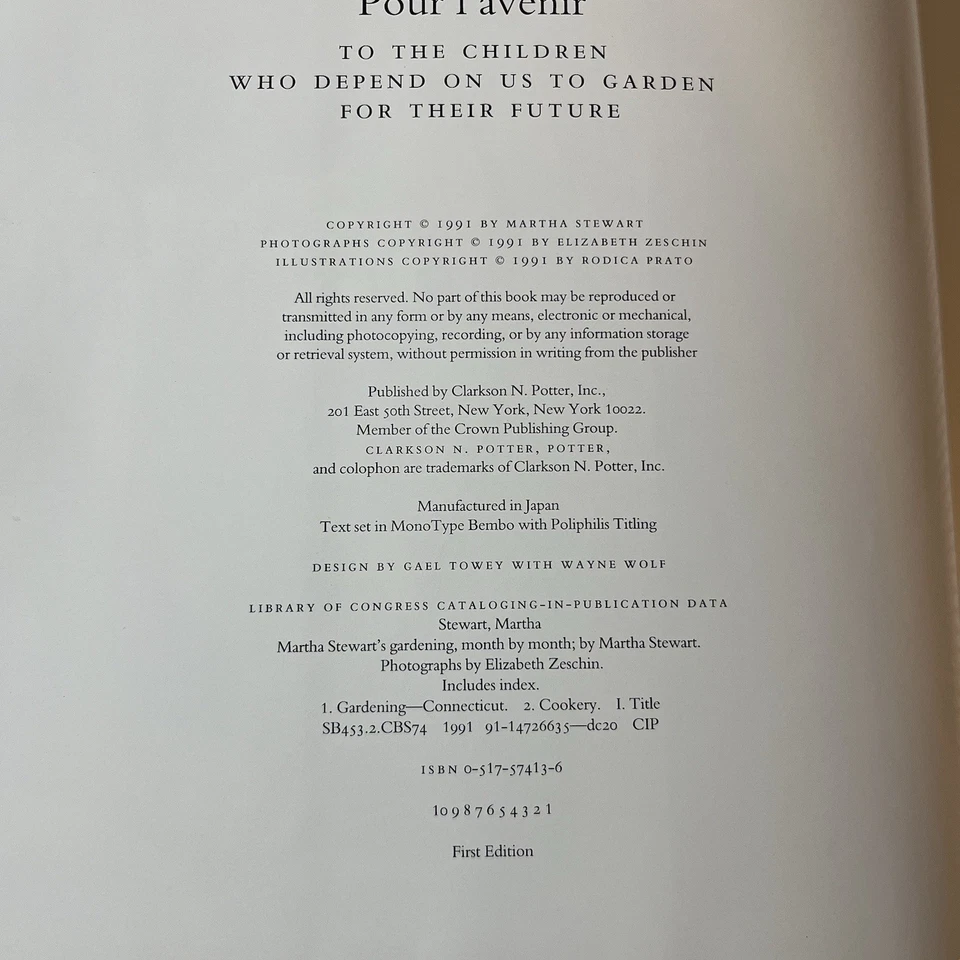 Pour l'avenir
TO THE CHILDREN
WHO DEPEND ON US TO GARDEN
FOR THEIR FUTURE
COPYRIGHT © 1991 BY MARTHA STEWART
PHOTOGRAPHS COPYRIGHT © 1991 BY ELIZABETH ZESCHIN
ILLUSTRATIONS COPYRIGHT © 1991 BY RODICA PRATO
All rights reserved. No part of this book may be reproduced or
transmitted in any form or by any means, electronic or mechanical,
including photocopying, recording, or by any information storage
or retrieval system, without permission in writing from the publisher
Published by Clarkson N. Potter, Inc.,
201 East 50th Street, New York, New York 10022.
Member of the Crown Publishing Group.
CLARKSON N. POTTER, POTTER,
and colophon are trademarks of Clarkson N. Potter, Inc.
Manufactured in Japan
Text set in MonoType Bembo with Poliphilis Titling
DESIGN BY GAEL TOWEY WITH WAYNE WOLF
LIBRARY OF CONGRESS CATALOGING-IN-PUBLICATION DATA
Stewart, Martha
Martha Stewart's gardening, month by month; by Martha Stewart.
Photographs by Elizabeth Zeschin.
Includes index.
1. Gardening—Connecticut. 2. Cookery. I. Title
SB453.2.CBS74 1991 91-14726635—dc20 CIP
ISBN 0-517-57413-6
10 9 8 7 6 5 4 3 2 1
First Edition